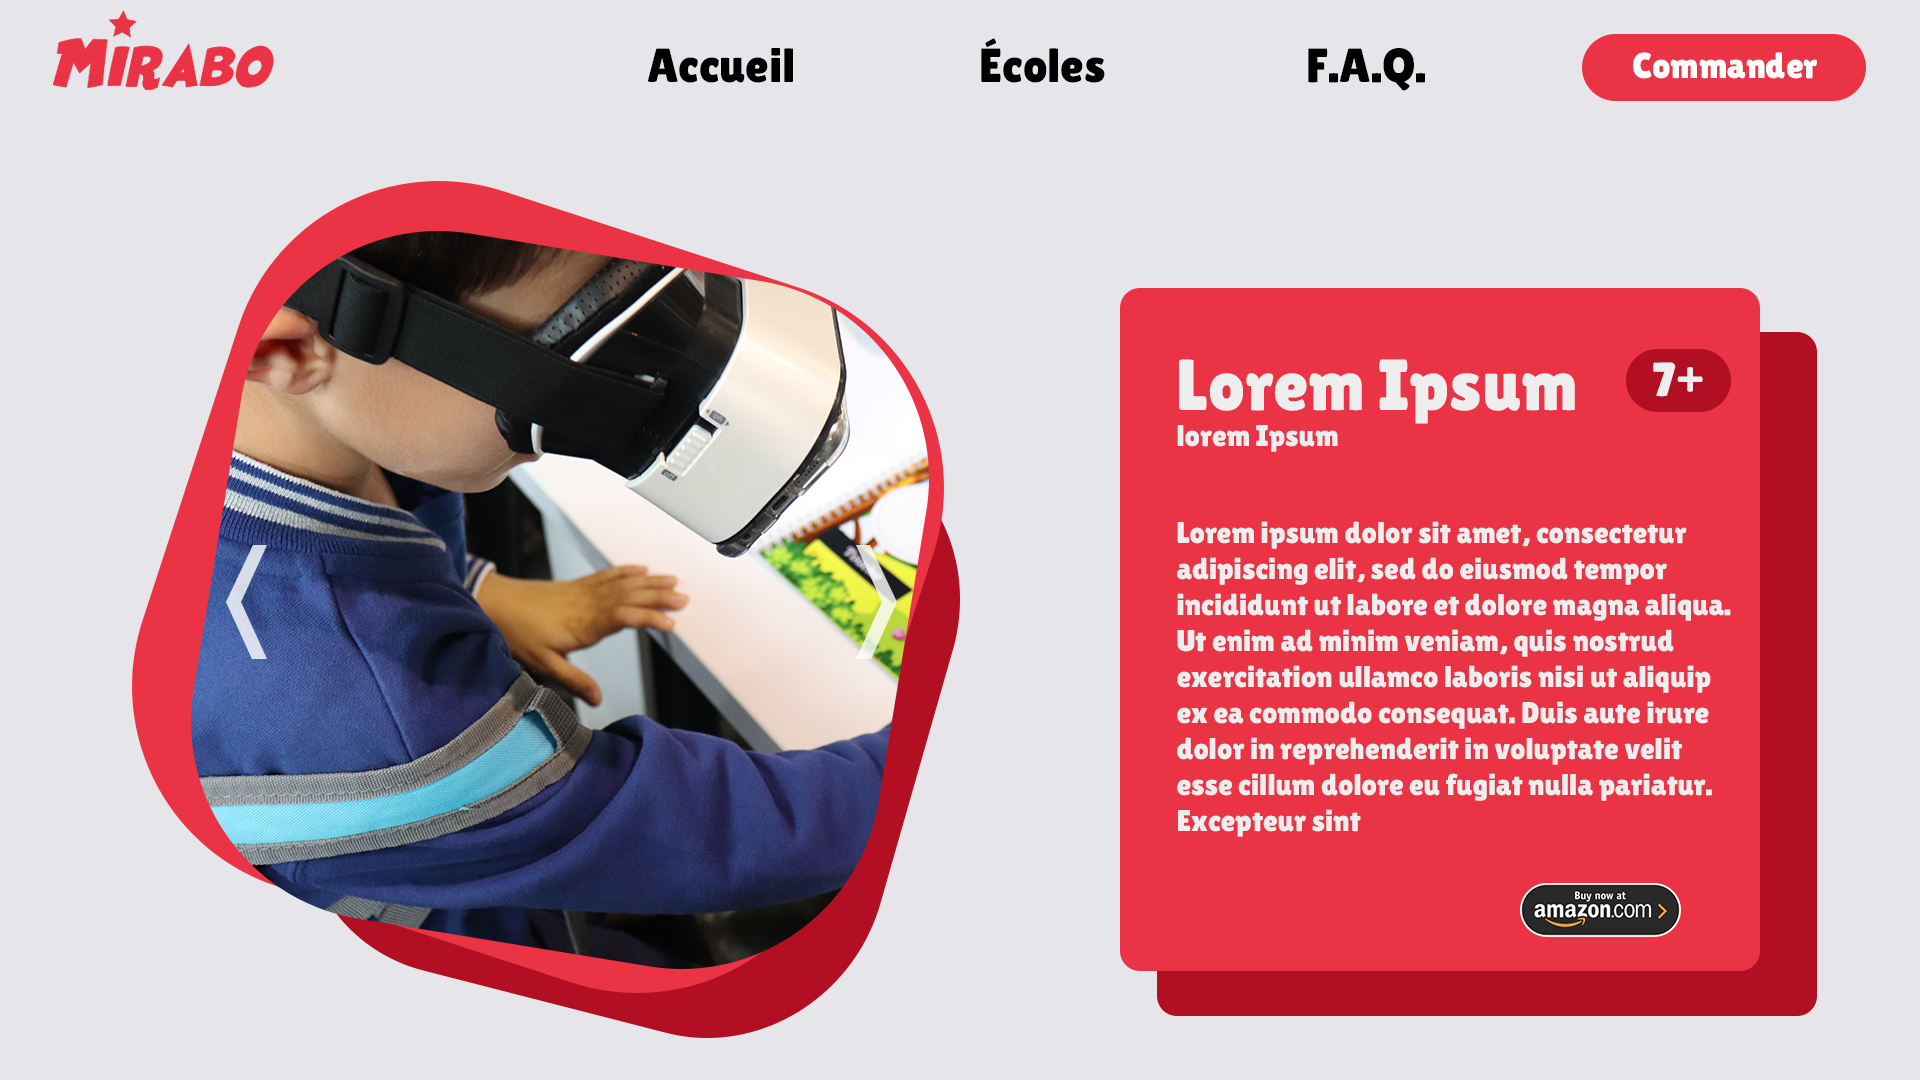 MIRABO
Accueil
Écoles
F.A.Q.
Commander
Lorem Ipsum
7+
lorem Ipsum
Lorem ipsum dolor sit amet, consectetur
adipiscing elit, sed do eiusmod tempor
incididunt ut labore et dolore magna aliqua.
Ut enim ad minim veniam, quis nostrud
exercitation ullamco laboris nisi ut aliquip
ex ea commodo consequat. Duis aute irure
dolor in reprehenderit in voluptate velit
esse cillum dolore eu fugiat nulla pariatur.
Excepteur sint
Buy now at
amazon.com